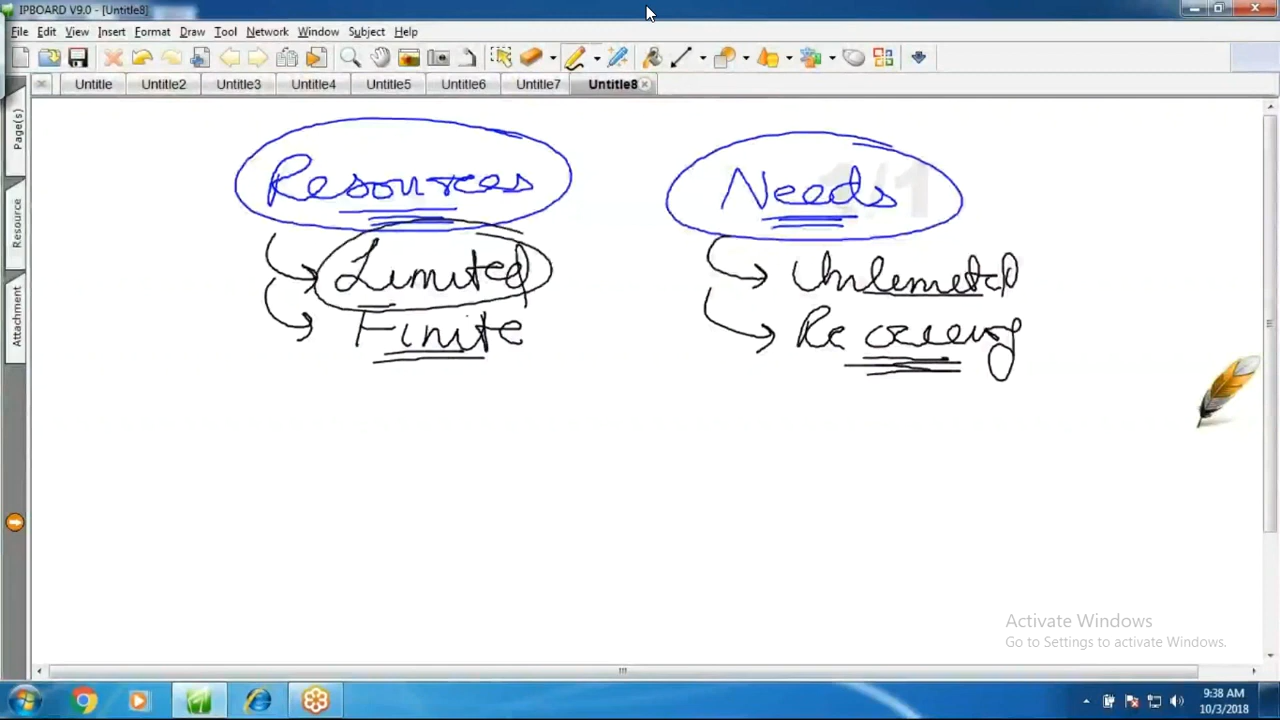 IPBOARD V9.0 - [Untitle8]
File Edit View Insert Format Draw Tool Network Window Subject Help
Untitle Untitle2 Untitle3 Untitle4 Untitle5 Untitle6 Untitle7 Untitle8
Page(s)
Resource
Attachment
1/1
Resources Needs
Limited Unlimited
Finite Recurring
Activate Windows
Go to Settings to activate Windows.
9:38 AM
10/3/2018